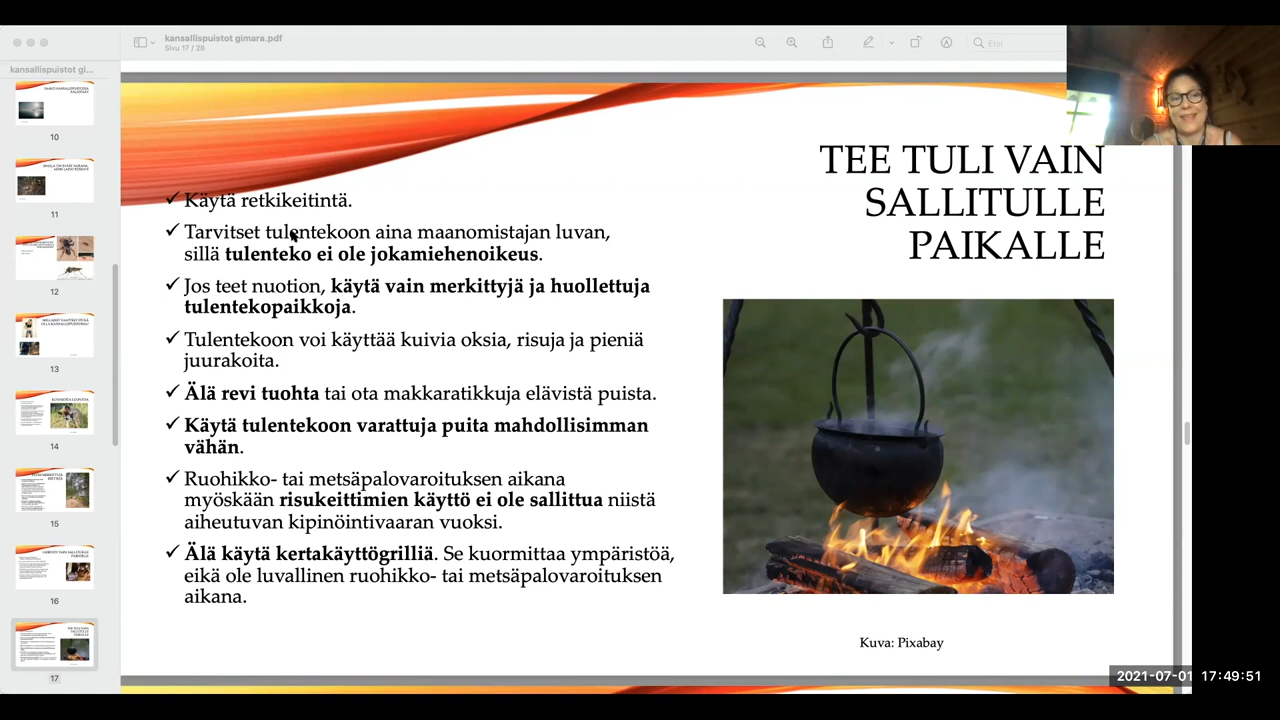 kansallispuistot gimara.pdf
Sivu 17 / 28
Etsi
kansallispuistot gi...
10
11
12
13
14
15
16
17
TEE TULI VAIN
SALLITULLE
PAIKALLE
✓ Käytä retkikeitintä.
✓ Tarvitset tulentekoon aina maanomistajan luvan,
sillä tulenteko ei ole jokamiehenoikeus.
✓ Jos teet nuotion, käytä vain merkittyjä ja huollettuja
tulentekopaikkoja.
✓ Tulentekoon voi käyttää kuivia oksia, risuja ja pieniä
juurakoita.
✓ Älä revi tuohta tai ota makkaratikkuja elävistä puista.
✓ Käytä tulentekoon varattuja puita mahdollisimman
vähän.
✓ Ruohikko- tai metsäpalovaroituksen aikana
myöskään risukeittimien käyttö ei ole sallittua niistä
aiheutuvan kipinöintivaaran vuoksi.
✓ Älä käytä kertakäyttögrilliä. Se kuormittaa ympäristöä,
eikä ole luvallinen ruohikko- tai metsäpalovaroituksen
aikana.
Kuva: Pixabay
2021-07-01 17:49:51